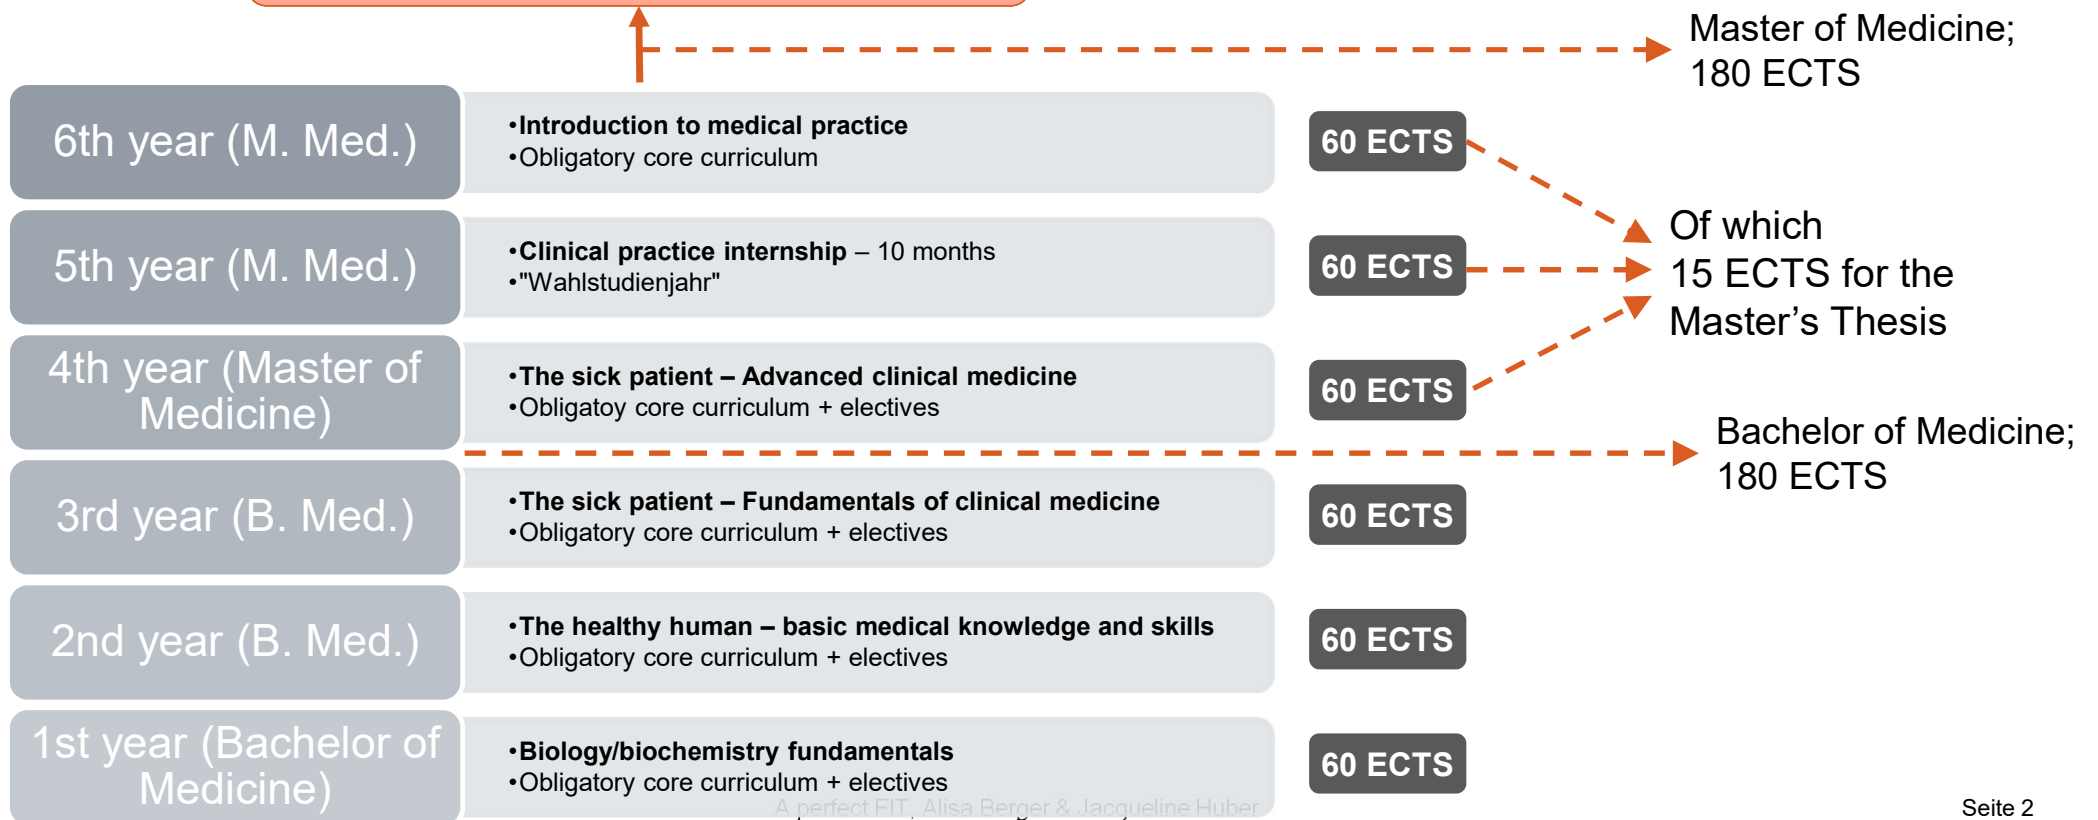 Master of Medicine;
180 ECTS
6th year (M. Med.)
•Introduction to medical practice
•Obligatory core curriculum
60 ECTS
5th year (M. Med.)
•Clinical practice internship – 10 months
•"Wahlstudienjahr"
60 ECTS
Of which
15 ECTS for the
Master’s Thesis
4th year (Master of
Medicine)
•The sick patient – Advanced clinical medicine
•Obligatoy core curriculum + electives
60 ECTS
Bachelor of Medicine;
180 ECTS
3rd year (B. Med.)
•The sick patient – Fundamentals of clinical medicine
•Obligatory core curriculum + electives
60 ECTS
2nd year (B. Med.)
•The healthy human – basic medical knowledge and skills
•Obligatory core curriculum + electives
60 ECTS
1st year (Bachelor of
Medicine)
•Biology/biochemistry fundamentals
•Obligatory core curriculum + electives
60 ECTS
A perfect FIT, Alisa Berger & Jacqueline Huber
Seite 2